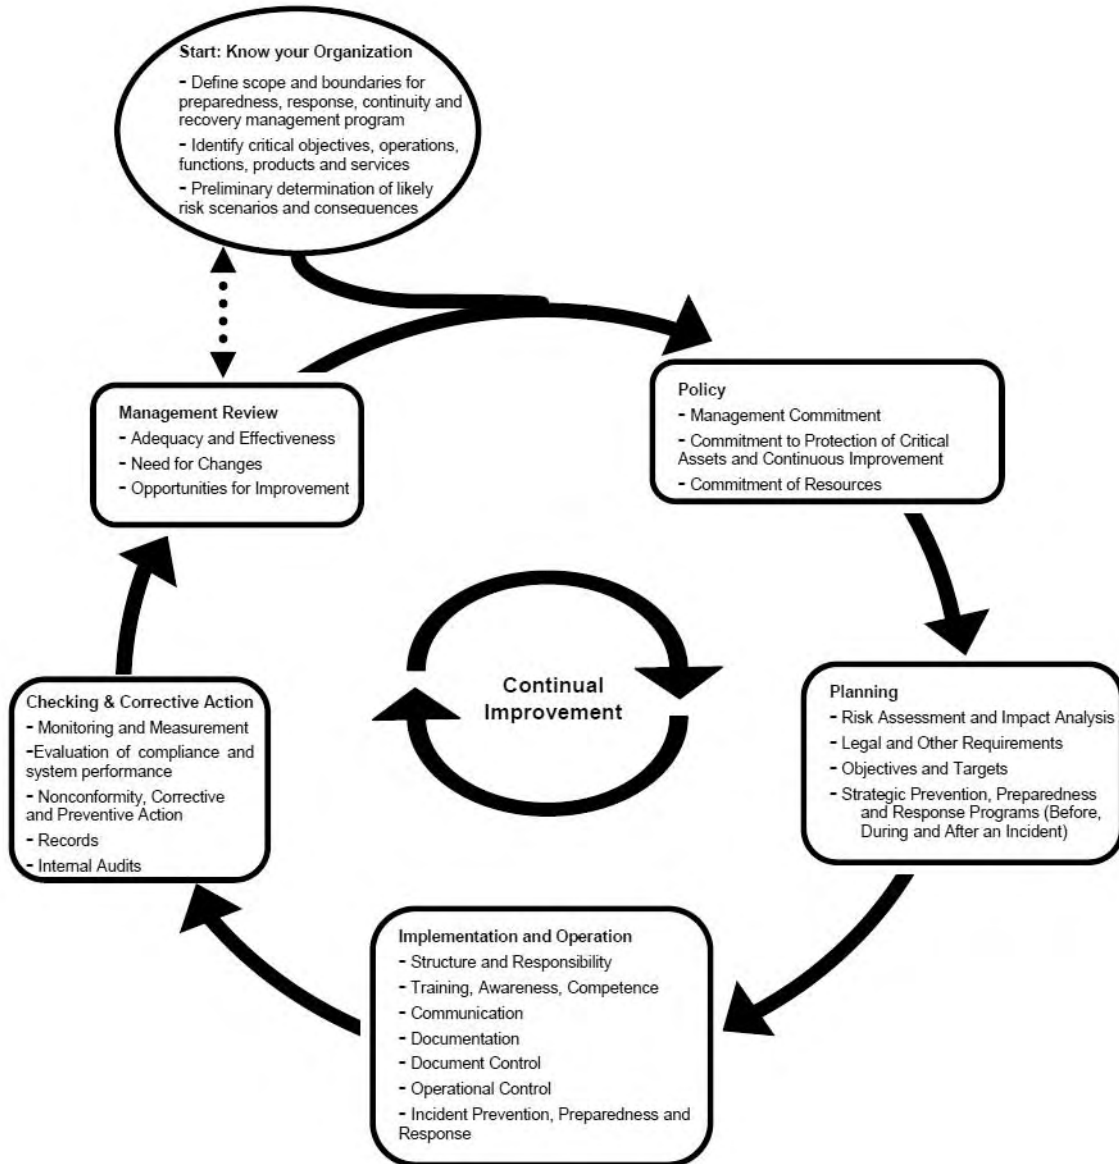 Start: Know your Organization
- Define scope and boundaries for
preparedness, response, continuity and
recovery management program
- Identify critical objectives, operations,
functions, products and services
- Preliminary determination of likely
risk scenarios and consequences
Management Review
- Adequacy and Effectiveness
- Need for Changes
- Opportunities for Improvement
Policy
- Management Commitment
- Commitment to Protection of Critical
Assets and Continuous Improvement
- Commitment of Resources
Continual
Improvement
Checking & Corrective Action
- Monitoring and Measurement
-Evaluation of compliance and
system performance
- Nonconformity, Corrective
and Preventive Action
- Records
- Internal Audits
Planning
- Risk Assessment and Impact Analysis
- Legal and Other Requirements
- Objectives and Targets
- Strategic Prevention, Preparedness
and Response Programs (Before,
During and After an Incident)
Implementation and Operation
- Structure and Responsibility
- Training, Awareness, Competence
- Communication
- Documentation
- Document Control
- Operational Control
- Incident Prevention, Preparedness and
Response